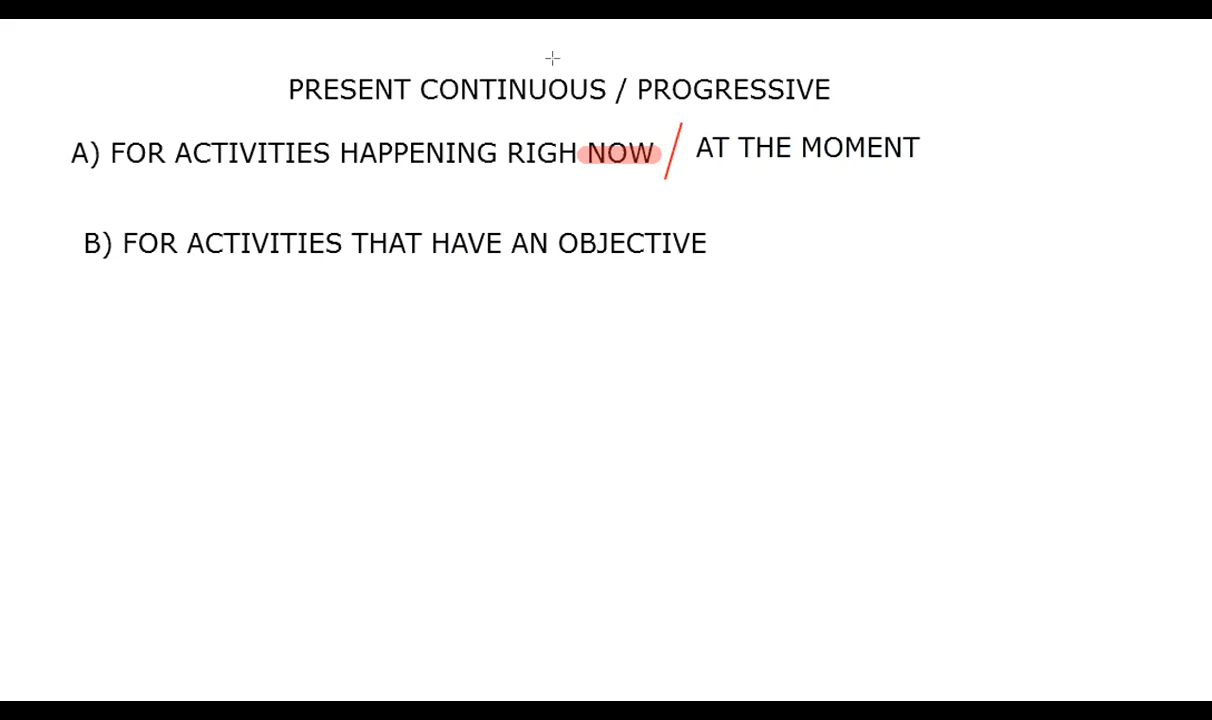 PRESENT CONTINUOUS / PROGRESSIVE
A) FOR ACTIVITIES HAPPENING RIGH NOW / AT THE MOMENT
B) FOR ACTIVITIES THAT HAVE AN OBJECTIVE